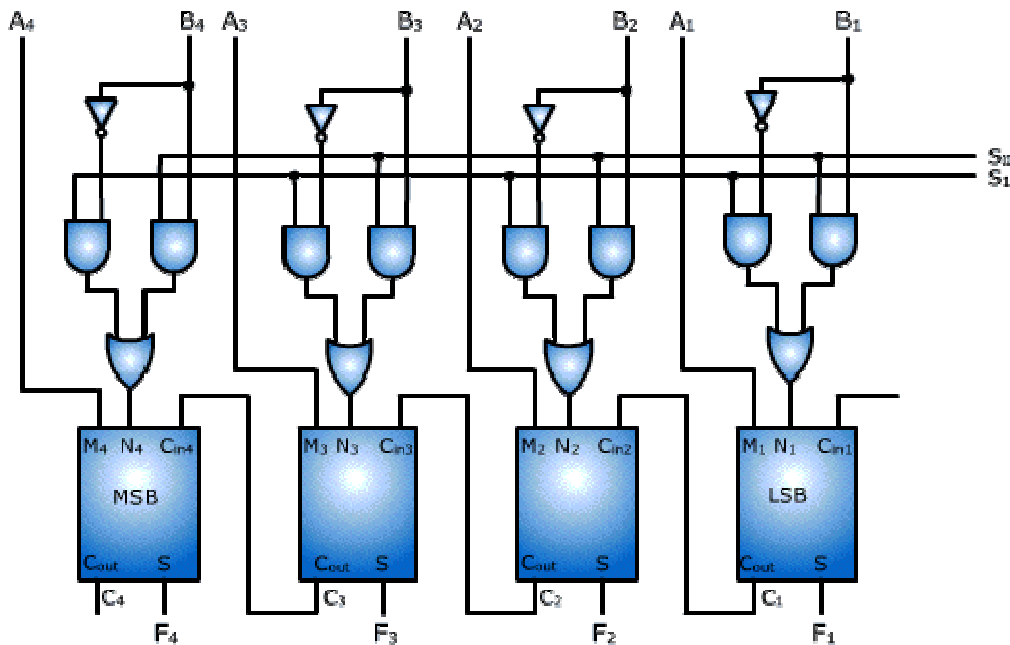 A4 B4 A3 B3 A2 B2 A1 B1
S0
S1
M4 N4 Cin4 M3 N3 Cin3 M2 N2 Cin2 M1 N1 Cin1
MSB LSB
Cout S Cout S Cout S Cout S
C4 C3 C2 C1
F4 F3 F2 F1